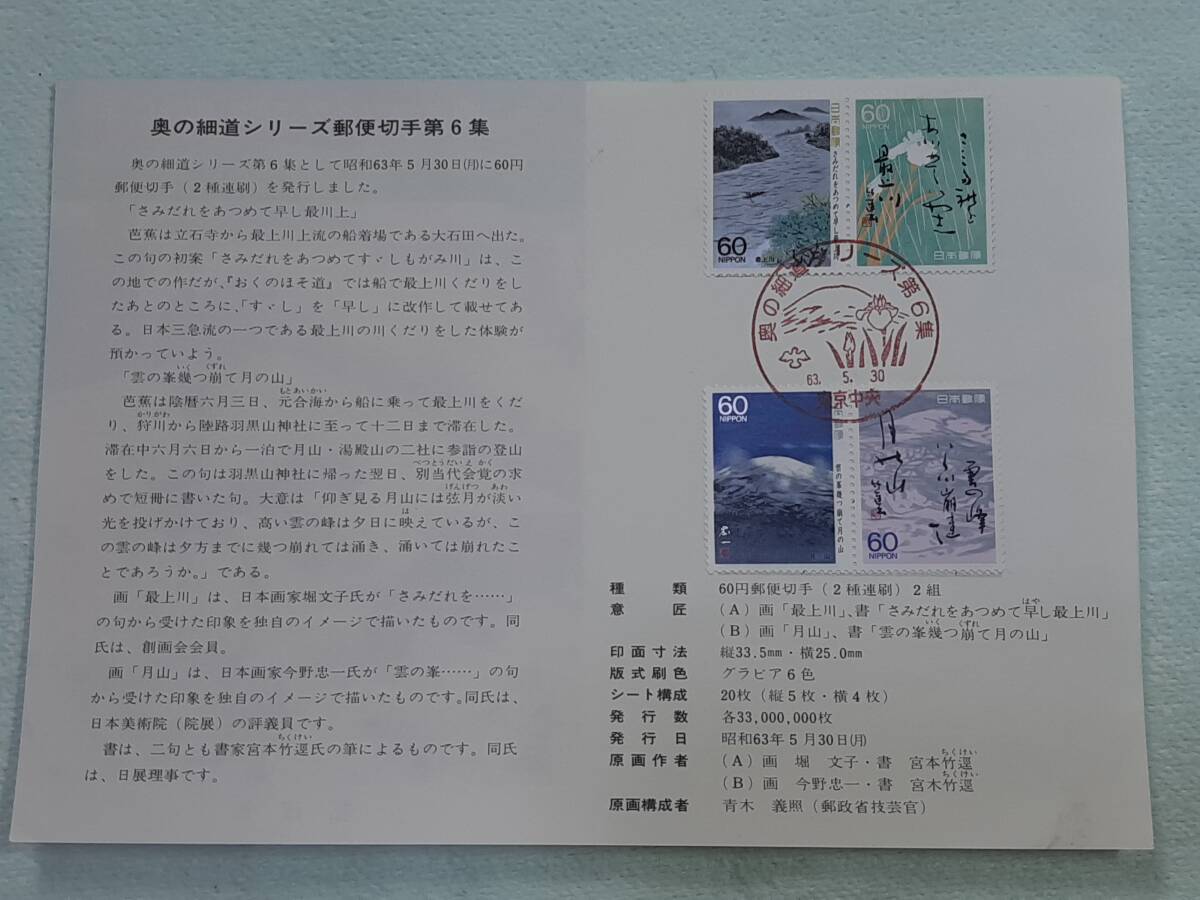 奥の細道シリーズ郵便切手第6集
奥の細道シリーズ第6集として昭和63年5月30日(月)に60円
郵便切手（2種連刷）を発行しました。
「さみだれをあつめて早し最川上」
芭蕉は立石寺から最上川上流の船着場である大石田へ出た。
この句の初案「さみだれをあつめてすゞしもがみ川」は、こ
の地での作だが、『おくのほそ道』では船で最上川くだりをし
たあとのところに、「すゞし」を「早し」に改作して載せてあ
る。日本三急流の一つである最上川の川くだりをした体験が
預かっていよう。
「雲の峯幾つ崩て月の山」
芭蕉は陰暦六月三日、元合海から船に乗って最上川をくだ
り、狩川から陸路羽黒山神社に至って十二日まで滞在した。
滞在中六月六日から一泊で月山・湯殿山の二社に参詣の登山
をした。この句は羽黒山神社に帰った翌日、別当代会覚の求
めで短冊に書いた句。大意は「仰ぎ見る月山には弦月が淡い
光を投げかけており、高い雲の峰は夕日に映えているが、こ
の雲の峰は夕方までに幾つ崩れては涌き、涌いては崩れたこ
とであろうか。」である。
画「最上川」は、日本画家堀文子氏が「さみだれを……」
の句から受けた印象を独自のイメージで描いたものです。同
氏は、創画会会員。
画「月山」は、日本画家今野忠一氏が「雲の峯……」の句
から受けた印象を独自のイメージで描いたものです。同氏は、
日本美術院（院展）の評議員です。
書は、二句とも書家宮本竹逕氏の筆によるものです。同氏
は、日展理事です。
60
日本郵便
さみだれをあつめて早し最上川
60
NIPPON
最上川
日本郵便
奥の細道シリーズ第6集
63. 5. 30
東京中央
60
NIPPON
雲の峯幾つ崩て月の山
日本郵便
60
NIPPON
種類 60円郵便切手（2種連刷）2組
意匠 (A) 画「最上川」、書「さみだれをあつめて早し最上川」
(B) 画「月山」、書「雲の峯幾つ崩て月の山」
印面寸法 縦33.5mm・横25.0mm
版式刷色 グラビア6色
シート構成 20枚（縦5枚・横4枚）
発行数 各33,000,000枚
発行日 昭和63年5月30日(月)
原画作者 (A) 画 堀 文子・書 宮本竹逕
(B) 画 今野忠一・書 宮木竹逕
原画構成者 青木 義照（郵政省技芸官）